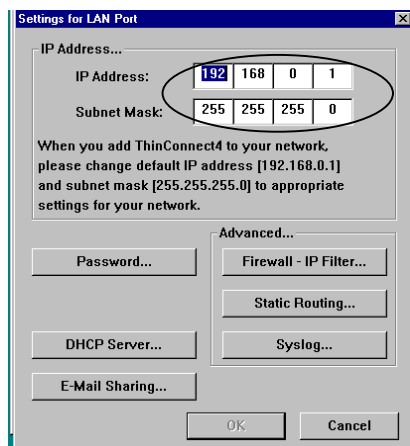 Settings for LAN Port
IP Address...
IP Address: 192 168 0 1
Subnet Mask: 255 255 255 0
When you add ThinConnect4 to your network,
please change default IP address [192.168.0.1]
and subnet mask [255.255.255.0] to appropriate
settings for your network.
Advanced...
Password...
Firewall - IP Filter...
Static Routing...
DHCP Server...
Syslog...
E-Mail Sharing...
OK
Cancel